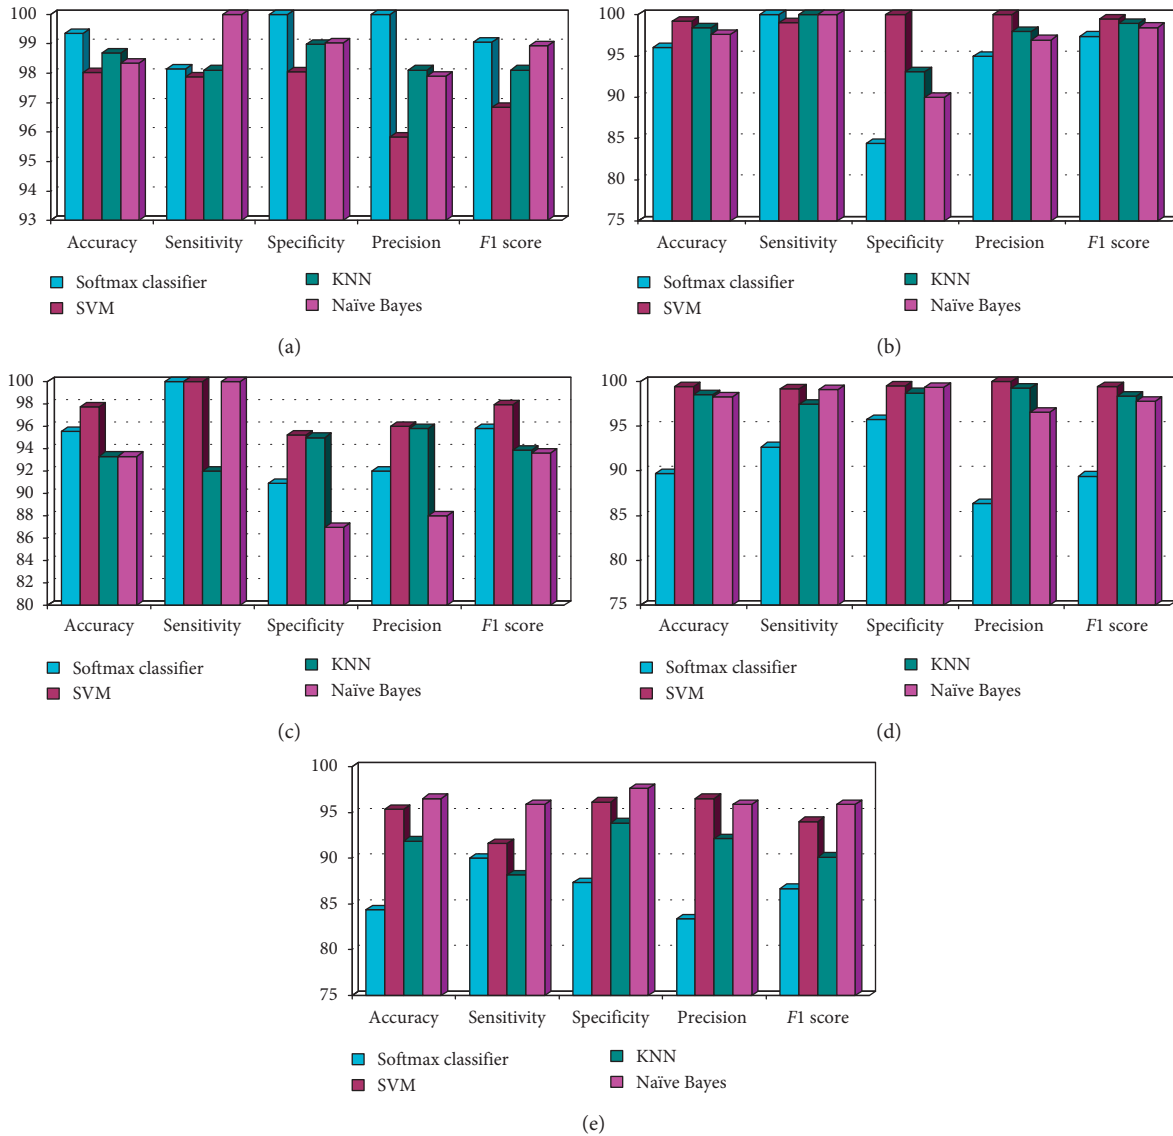 100
99
98
97
96
95
94
93
Accuracy Sensitivity Specificity Precision F1 score
Softmax classifier
SVM
KNN
Naïve Bayes
(a)
100
95
90
85
80
75
Accuracy Sensitivity Specificity Precision F1 score
Softmax classifier
SVM
KNN
Naïve Bayes
(b)
100
98
96
94
92
90
88
86
84
82
80
Accuracy Sensitivity Specificity Precision F1 score
Softmax classifier
SVM
KNN
Naïve Bayes
(c)
100
95
90
85
80
75
Accuracy Sensitivity Specificity Precision F1 score
Softmax classifier
SVM
KNN
Naïve Bayes
(d)
100
95
90
85
80
75
Accuracy Sensitivity Specificity Precision F1 score
Softmax classifier
SVM
KNN
Naïve Bayes
(e)